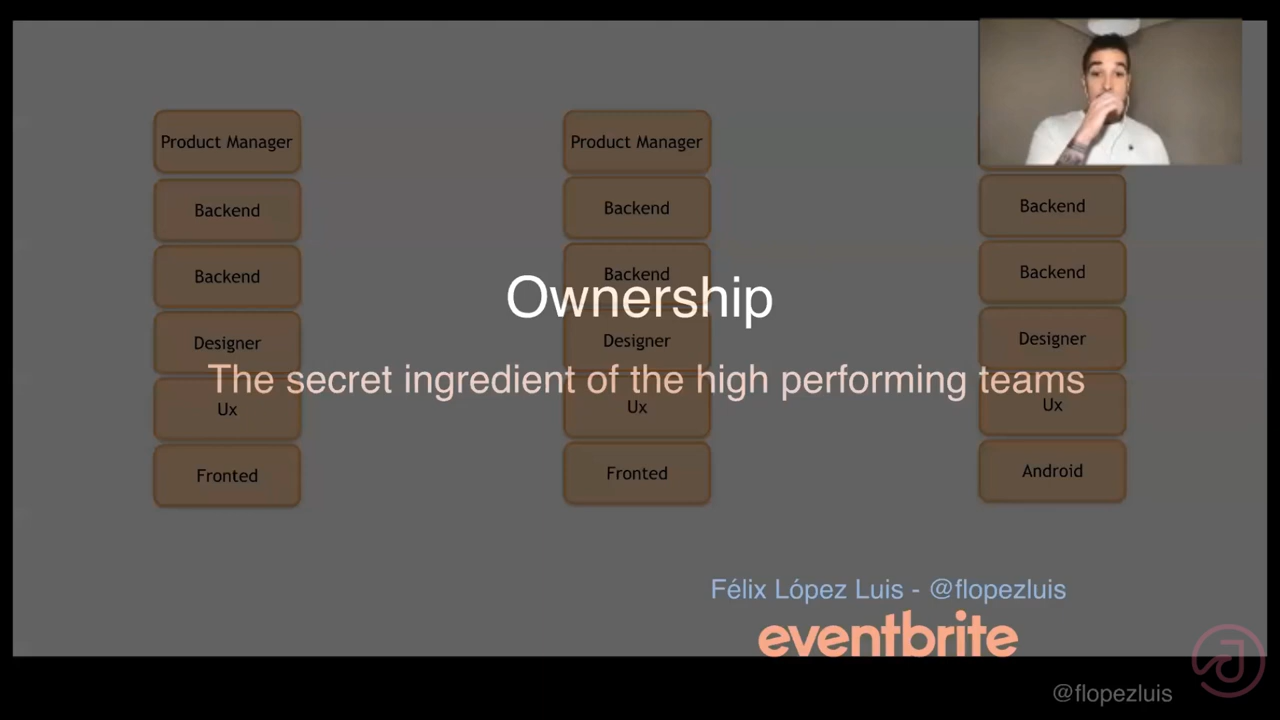 Product Manager
Backend
Backend
Designer
Ux
Fronted
Product Manager
Backend
Backend
Designer
Ux
Fronted
Backend
Backend
Designer
Ux
Android
Ownership
The secret ingredient of the high performing teams
Félix López Luis - @flopezluis
eventbrite
@flopezluis